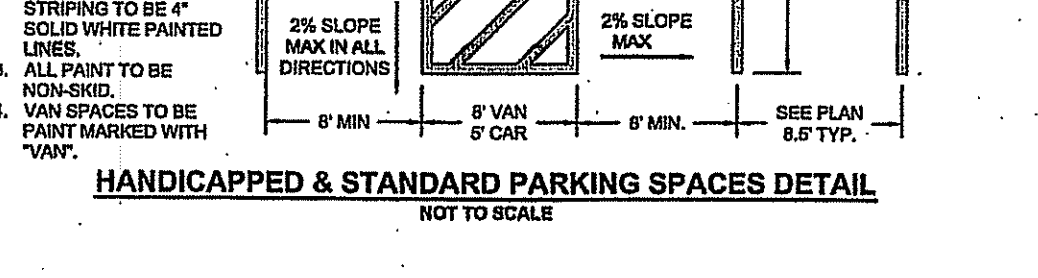 STRIPING TO BE 4"
SOLID WHITE PAINTED
LINES.
ALL PAINT TO BE
NON-SKID.
VAN SPACES TO BE
PAINT MARKED WITH
"VAN".
2% SLOPE
MAX IN ALL
DIRECTIONS
2% SLOPE
MAX
8' MIN
8' VAN
5' CAR
8' MIN.
SEE PLAN
8.5' TYP.
HANDICAPPED & STANDARD PARKING SPACES DETAIL
NOT TO SCALE